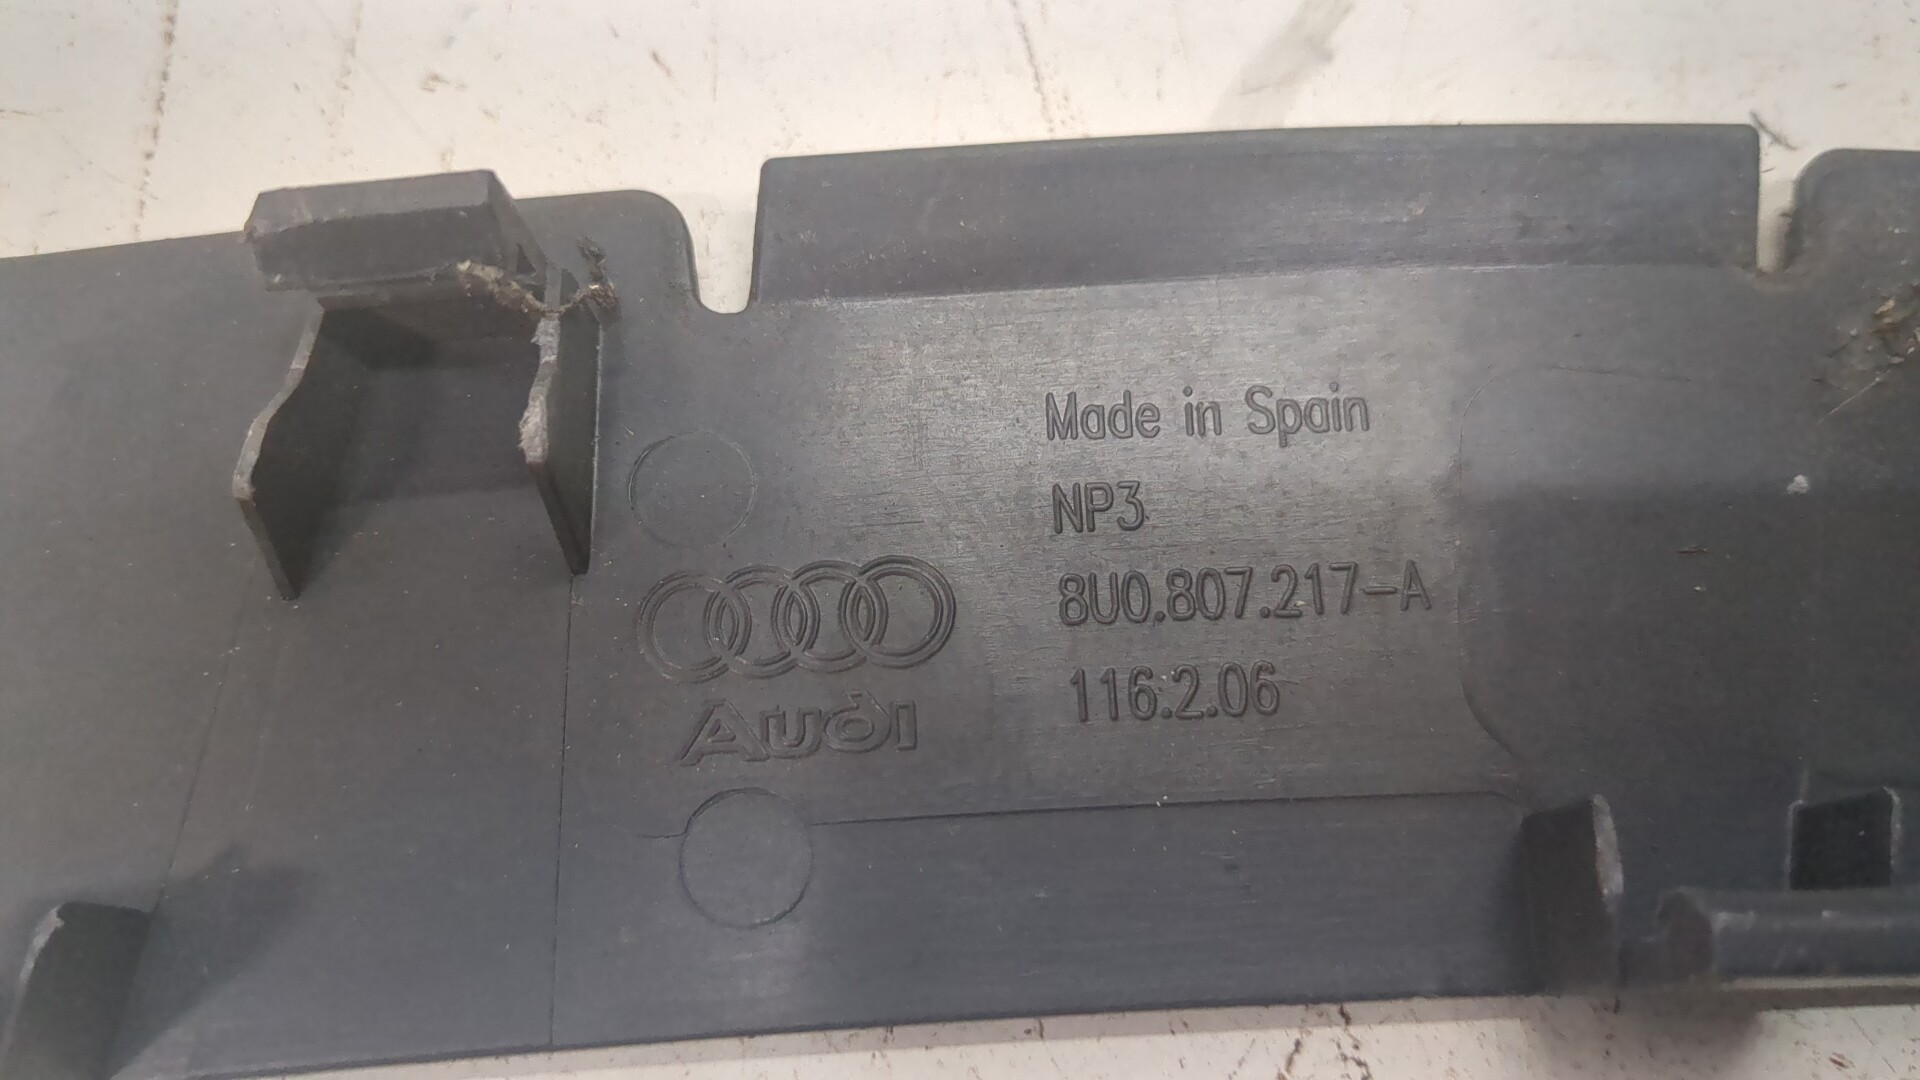 Made in Spain
NP3
8U0.807.217-A
116.2.06
Audi